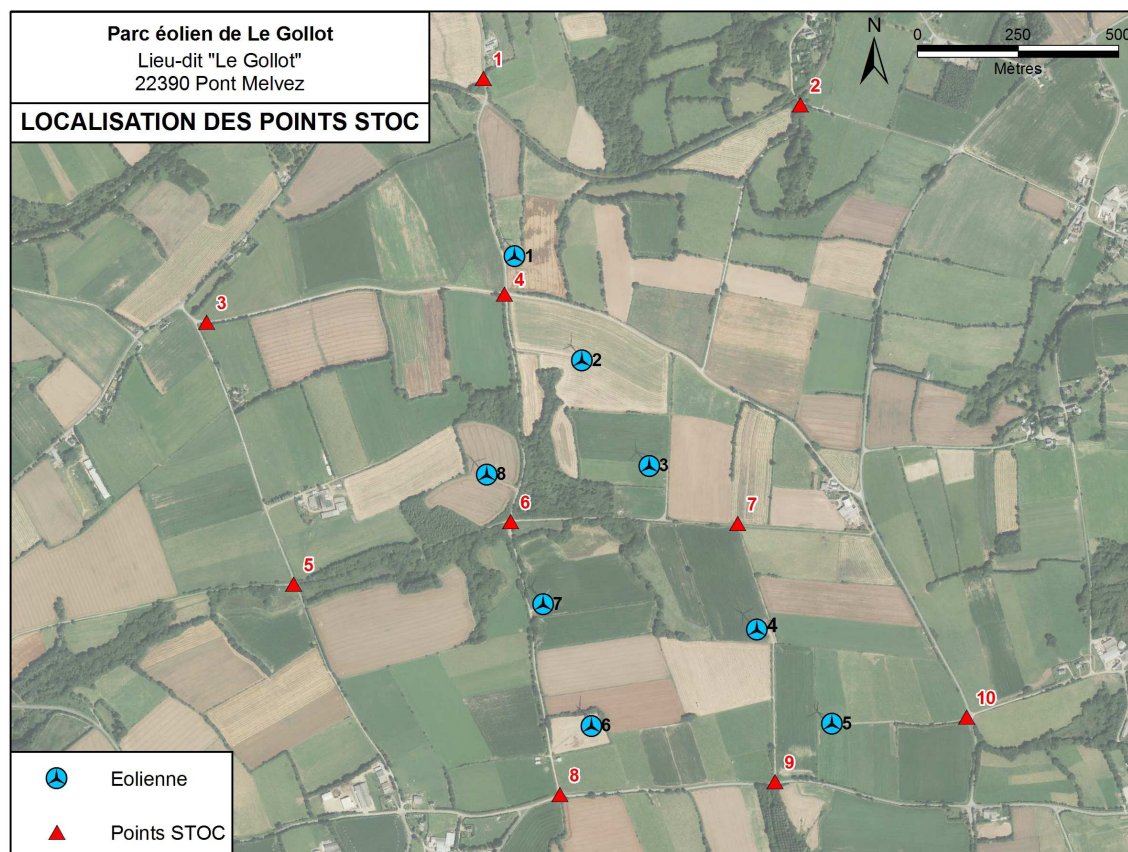 Parc éolien de Le Gollot
Lieu-dit "Le Gollot"
22390 Pont Melvez
LOCALISATION DES POINTS STOC
N
0 250 500
Mètres
1
2
1
4
3
2
3
8
6
7
5
7
4
10
6
5
9
8
Eolienne
Points STOC